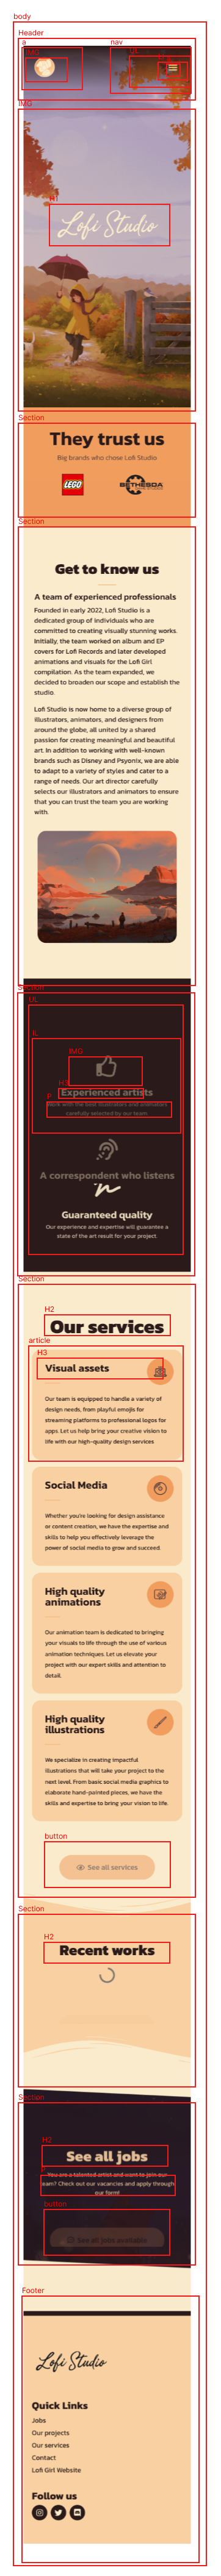 body
Header
a
nav
IMG
UL
IMG
H1
Lofi Studio
Section
They trust us
Big brands who chose Lofi Studio
LEGO
BETHESDA
Section
Get to know us
A team of experienced professionals
Founded in early 2022, Lofi Studio is a
dedicated group of individuals who are
committed to creating visually stunning works.
Initially, the team worked on album and EP
covers for Lofi Records and later developed
animations and visuals for the Lofi Girl
compilation. As the team expanded, we
decided to broaden our scope and establish the
studio.
Lofi Studio is now home to a diverse group of
illustrators, animators, and designers from
around the globe, all united by a shared
passion for creating meaningful and beautiful
art. In addition to working with well-known
brands such as Disney and Psyonix, we are able
to adapt to a variety of styles and cater to a
range of needs. Our art director carefully
selects our illustrators and animators to ensure
that you can trust the team you are working
with.
Section
UL
IL
IMG
H3
Experienced artists
P
Work with the best illustrators and animators,
carefully selected by our team
A correspondent who listens
Guaranteed quality
Our experience and expertise will guarantee a
state of the art result for your project
Section
H2
Our services
article
H3
Visual assets
Our team is equipped to handle a variety of
design needs, from playful emojis for
streaming platforms to professional logos for
apps. Let us help bring your creative vision to
life with our high-quality design services
Social Media
Whether you're looking for design assistance
or content creation, we have the expertise and
skills to help you effectively leverage the
power of social media to grow and succeed.
High quality
animations
Our animation team is dedicated to bringing
your visuals to life through the use of various
animation techniques. Let us elevate your
project with our expert skills and attention to
detail.
High quality
illustrations
We specialize in creating impactful
illustrations that will take your project to the
next level. From basic social media graphics to
elaborate hand-painted pieces, we have the
skills and expertise to bring your vision to life.
button
See all services
Section
H2
Recent works
Section
H2
See all jobs
You are a talented artist and want to join our
team? Check out our vacancies and apply through
our form!
button
See all jobs available
Footer
Lofi Studio
Quick Links
Jobs
Our projects
Our services
Contact
Lofi Girl Website
Follow us